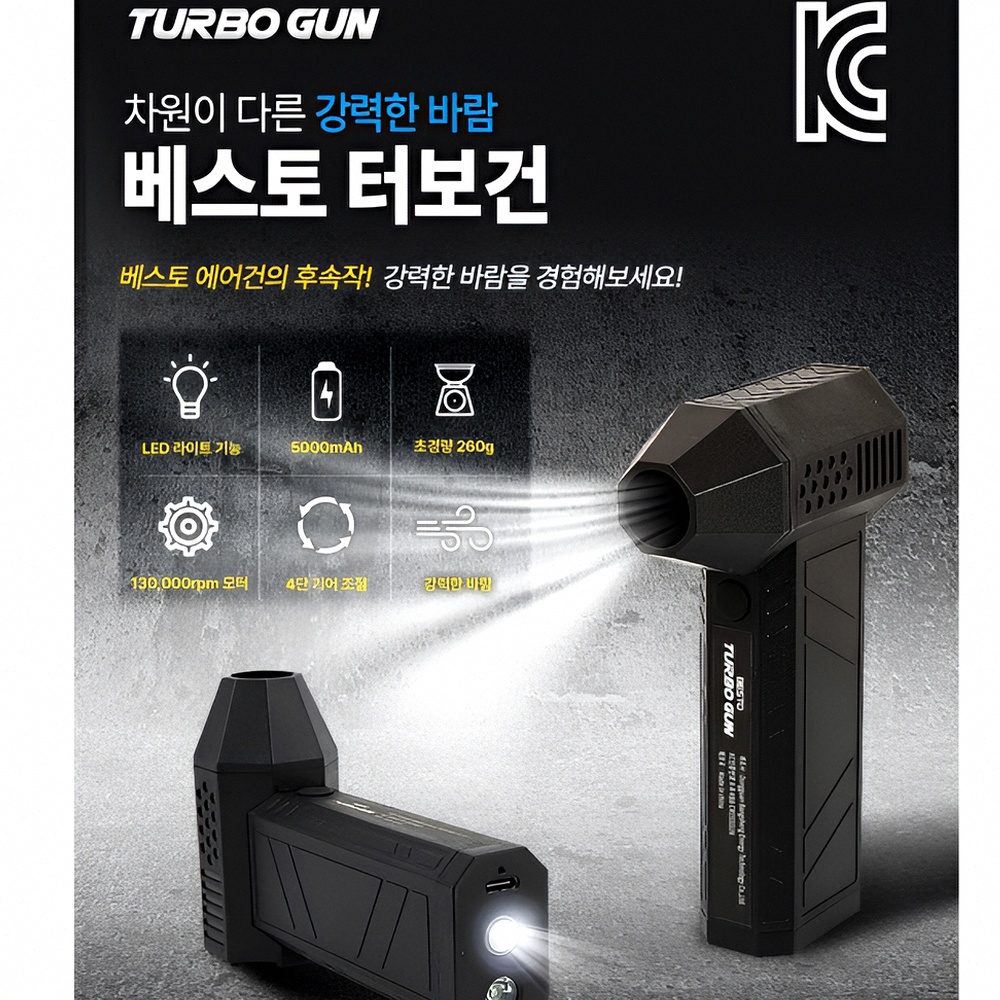 TURBO GUN
차원이 다른 강력한 바람
베스토 터보건
베스토 에어건의 후속작! 강력한 바람을 경험해보세요!
LED 라이트 기능
5000mAh
초경량 260g
130,000rpm 모터
4단 기어 조절
강력한 바람
BESTO
TURBO GUN